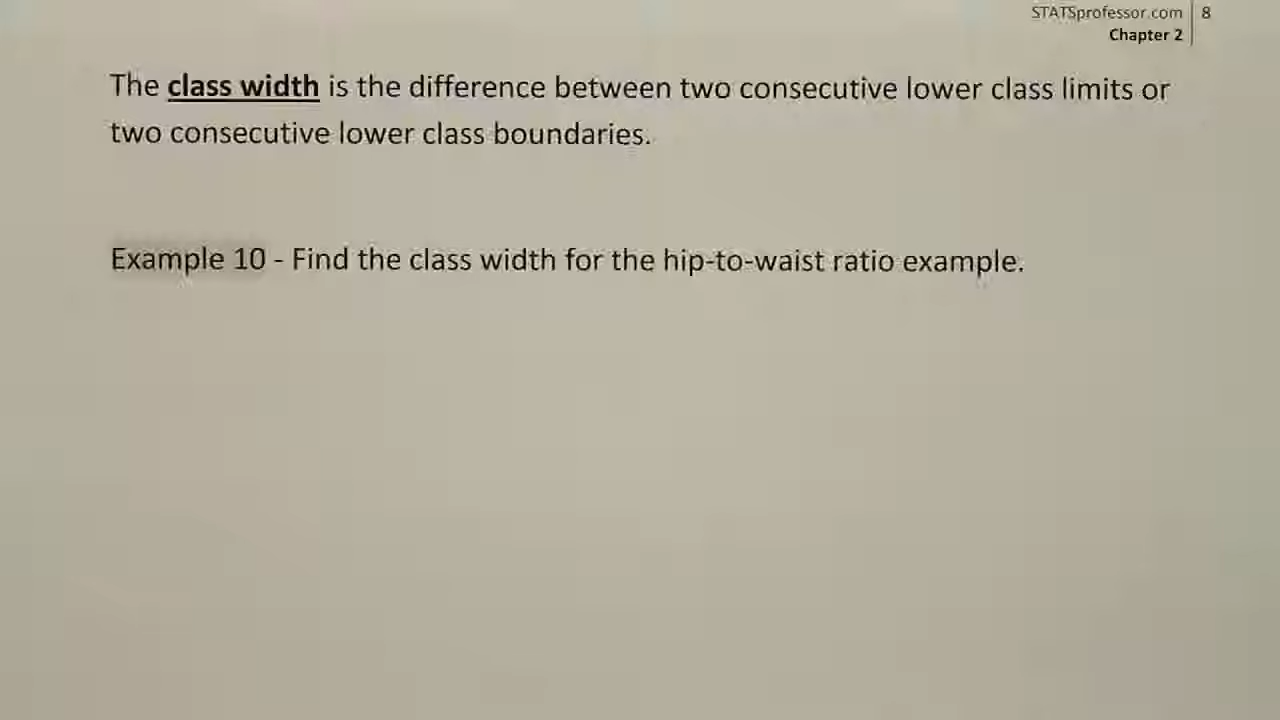 STATSprofessor.com 8
Chapter 2
The class width is the difference between two consecutive lower class limits or
two consecutive lower class boundaries.
Example 10 - Find the class width for the hip-to-waist ratio example.